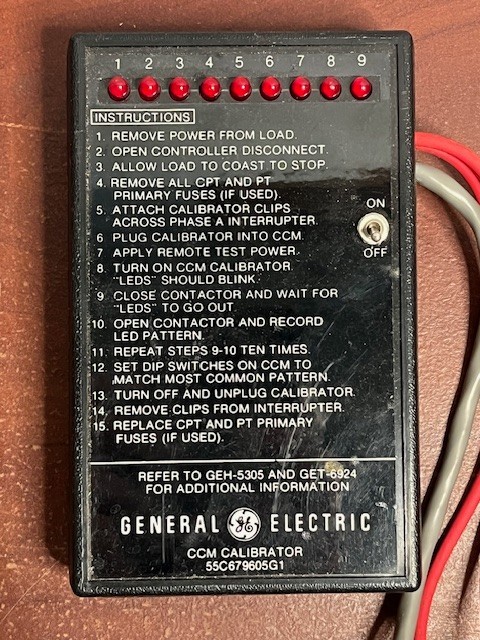 1 2 3 4 5 6 7 8 9
INSTRUCTIONS
1. REMOVE POWER FROM LOAD.
2. OPEN CONTROLLER DISCONNECT.
3. ALLOW LOAD TO COAST TO STOP.
4. REMOVE ALL CPT AND PT
PRIMARY FUSES (IF USED).
5. ATTACH CALIBRATOR CLIPS
ACROSS PHASE A INTERRUPTER.
ON
6. PLUG CALIBRATOR INTO CCM.
7. APPLY REMOTE TEST POWER.
OFF
8. TURN ON CCM CALIBRATOR.
"LEDS" SHOULD BLINK.
9. CLOSE CONTACTOR AND WAIT FOR
"LEDS" TO GO OUT.
10. OPEN CONTACTOR AND RECORD
LED PATTERN.
11. REPEAT STEPS 9-10 TEN TIMES.
12. SET DIP SWITCHES ON CCM TO
MATCH MOST COMMON PATTERN.
13. TURN OFF AND UNPLUG CALIBRATOR.
14. REMOVE CLIPS FROM INTERRUPTER.
15. REPLACE CPT AND PT PRIMARY
FUSES (IF USED).
REFER TO GEH-5305 AND GET-6924
FOR ADDITIONAL INFORMATION
GENERAL GE ELECTRIC
CCM CALIBRATOR
55C679605G1